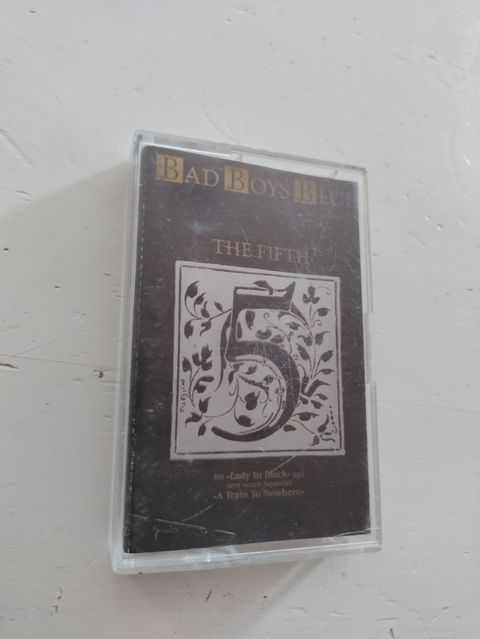 BAD BOYS BLUE
THE FIFTH
5
Mit »Lady In Black« und
dem neuen Superhit
»A Train To Nowhere«